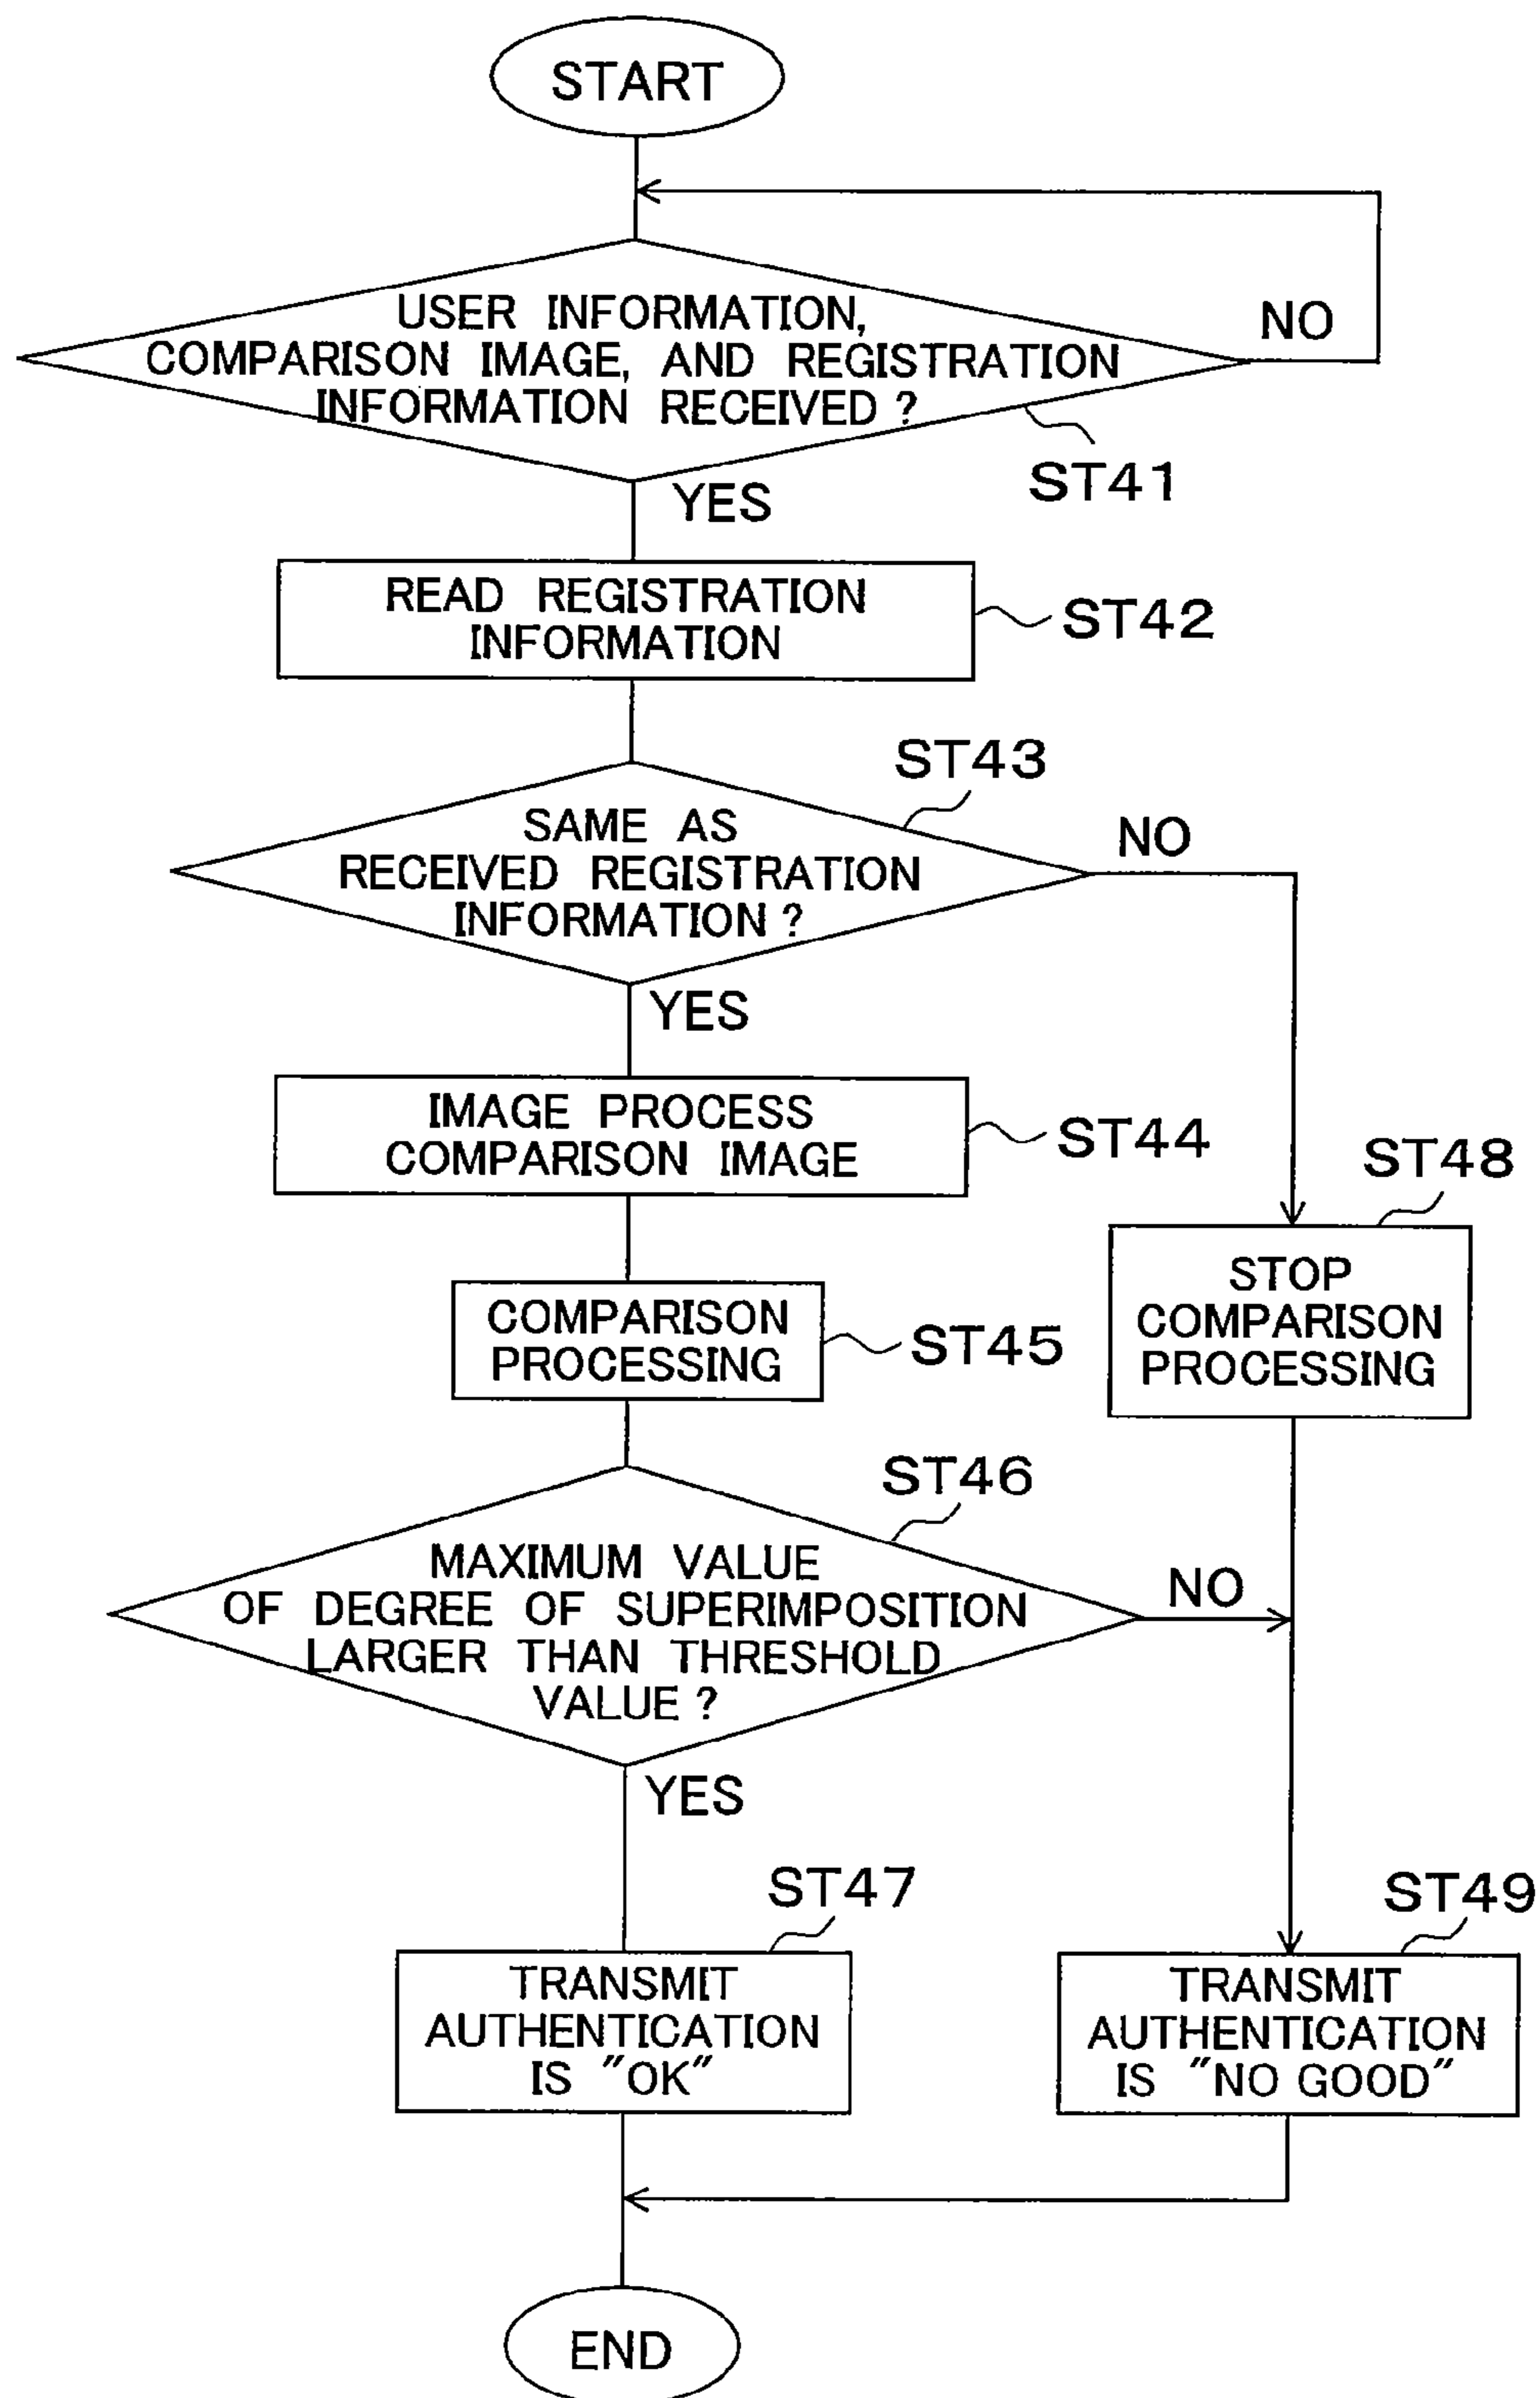 START
USER INFORMATION,
COMPARISON IMAGE, AND REGISTRATION
INFORMATION RECEIVED ?
NO
ST41
YES
READ REGISTRATION
INFORMATION
ST42
ST43
SAME AS
RECEIVED REGISTRATION
INFORMATION ?
NO
YES
IMAGE PROCESS
COMPARISON IMAGE
ST44
ST48
STOP
COMPARISON
PROCESSING
COMPARISON
PROCESSING
ST45
ST46
MAXIMUM VALUE
OF DEGREE OF SUPERIMPOSITION
LARGER THAN THRESHOLD
VALUE ?
NO
YES
ST47
TRANSMIT
AUTHENTICATION
IS "OK"
ST49
TRANSMIT
AUTHENTICATION
IS "NO GOOD"
END